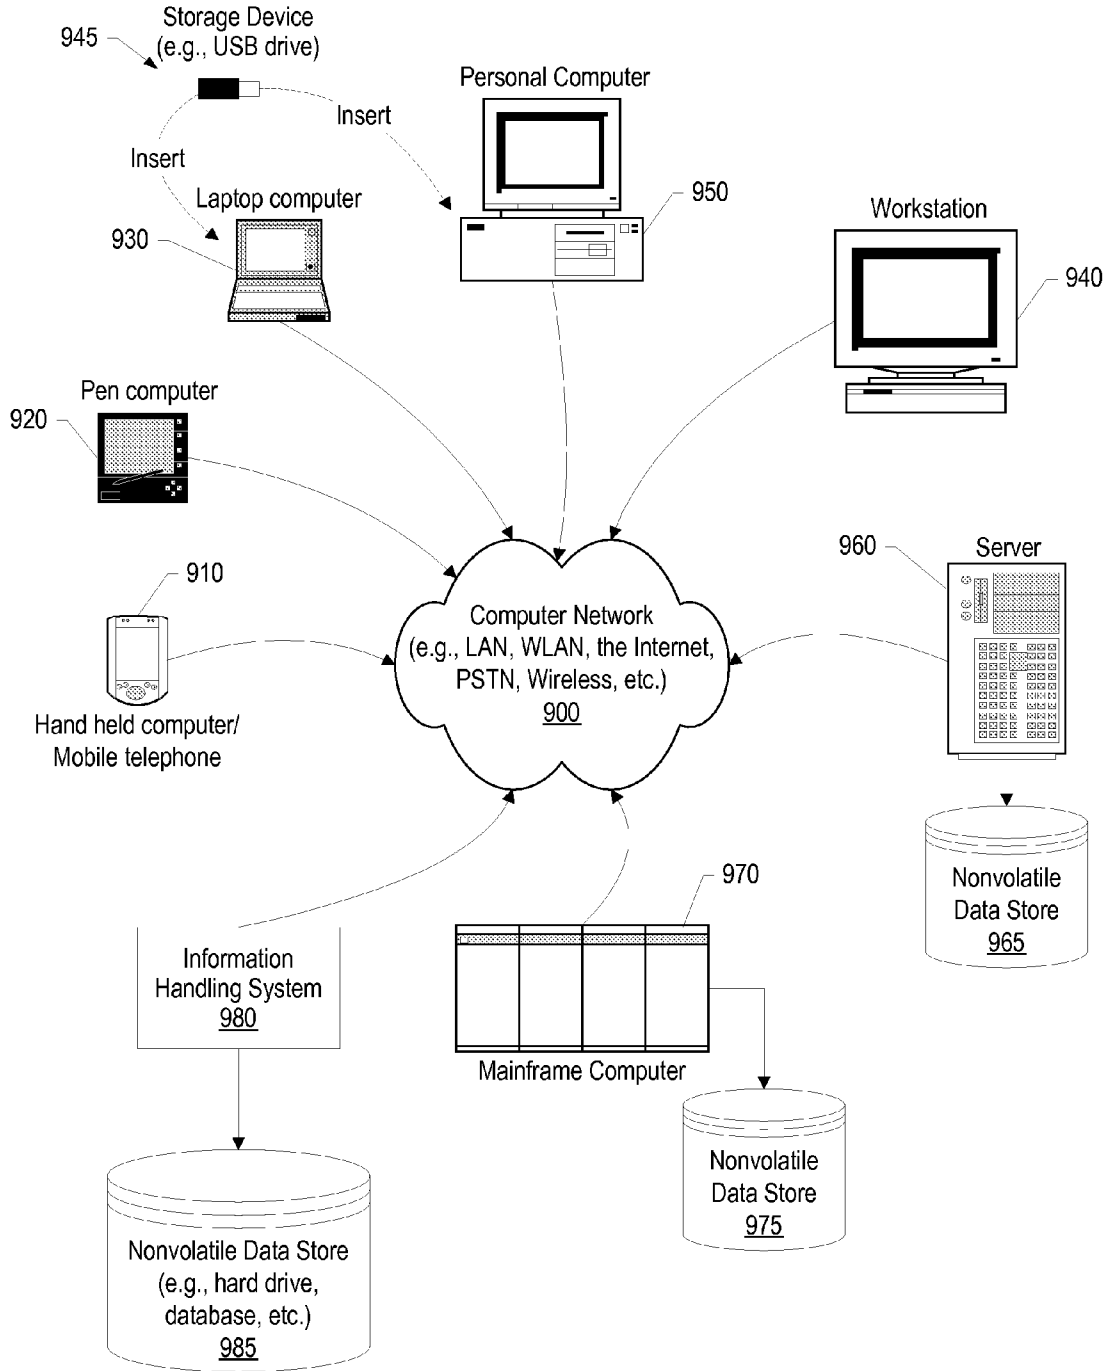 Storage Device
(e.g., USB drive)
945
Personal Computer
Insert
Insert
Laptop computer
950
Workstation
930
940
Pen computer
920
960
Server
910
Computer Network
(e.g., LAN, WLAN, the Internet,
PSTN, Wireless, etc.)
900
Hand held computer/
Mobile telephone
970
Nonvolatile
Data Store
965
Information
Handling System
980
Mainframe Computer
Nonvolatile
Data Store
975
Nonvolatile Data Store
(e.g., hard drive,
database, etc.)
985